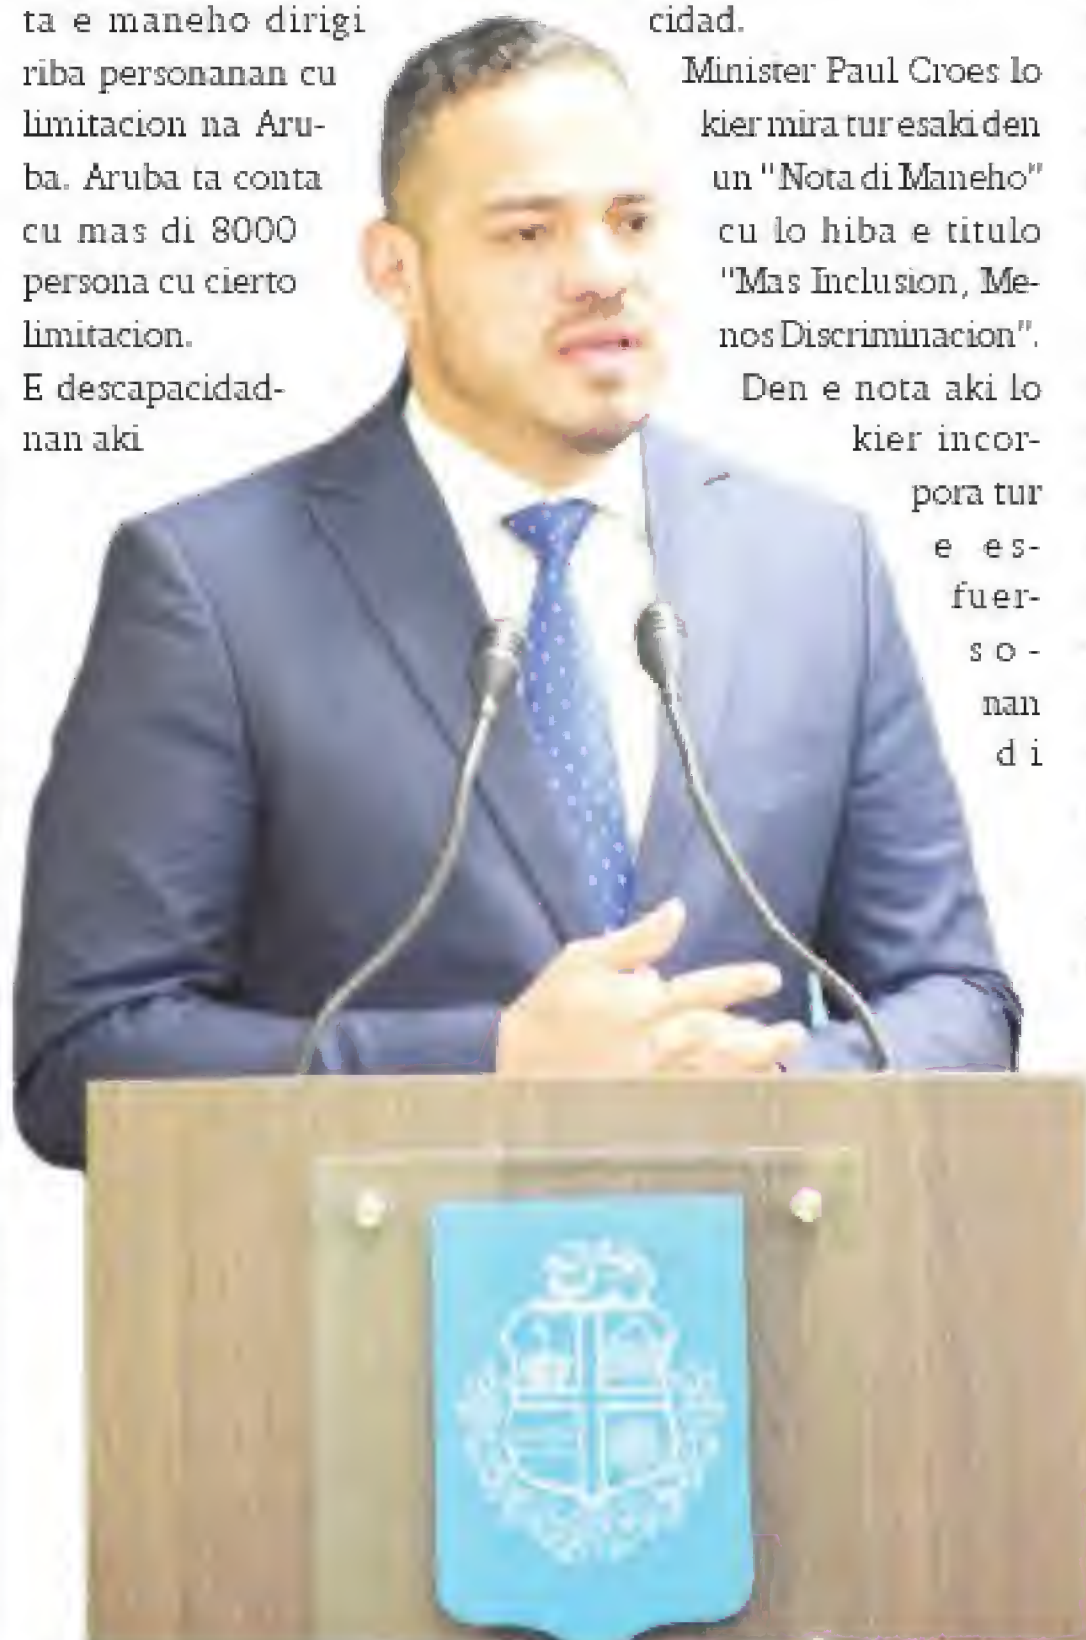 ta e maneho dirigi
riba personanan cu
limitacion na Aru-
ba. Aruba ta conta
cu mas di 8000
persona cu cierto
limitacion.
E descapacidad-
nan aki
cidad.
Minister Paul Croes lo
kier mira tur esaki den
un "Nota di Maneho"
cu lo hiba e titulo
"Mas Inclusion, Me-
nos Discriminacion".
Den e nota aki lo
kier incor-
pora tur
e es-
fuer-
so-
nan
di